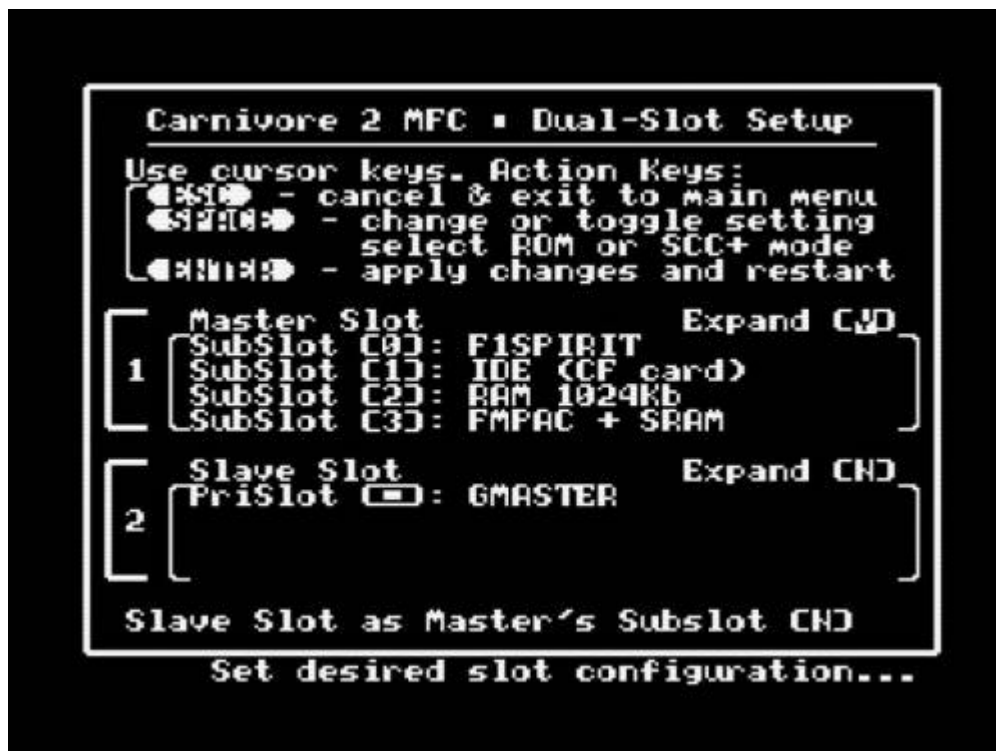 Carnivore 2 MFC ▪ Dual-Slot Setup
Use cursor keys. Action Keys:
ESC - cancel & exit to main menu
SPACE - change or toggle setting
select ROM or SCC+ mode
ENTER - apply changes and restart
Master Slot Expand [Y]
1
SubSlot [0]: F1SPIRIT
SubSlot [1]: IDE (CF card)
SubSlot [2]: RAM 1024Kb
SubSlot [3]: FMPAC + SRAM
Slave Slot Expand [N]
2
PriSlot [▪]: GMASTER
Slave Slot as Master's Subslot [N]
Set desired slot configuration...